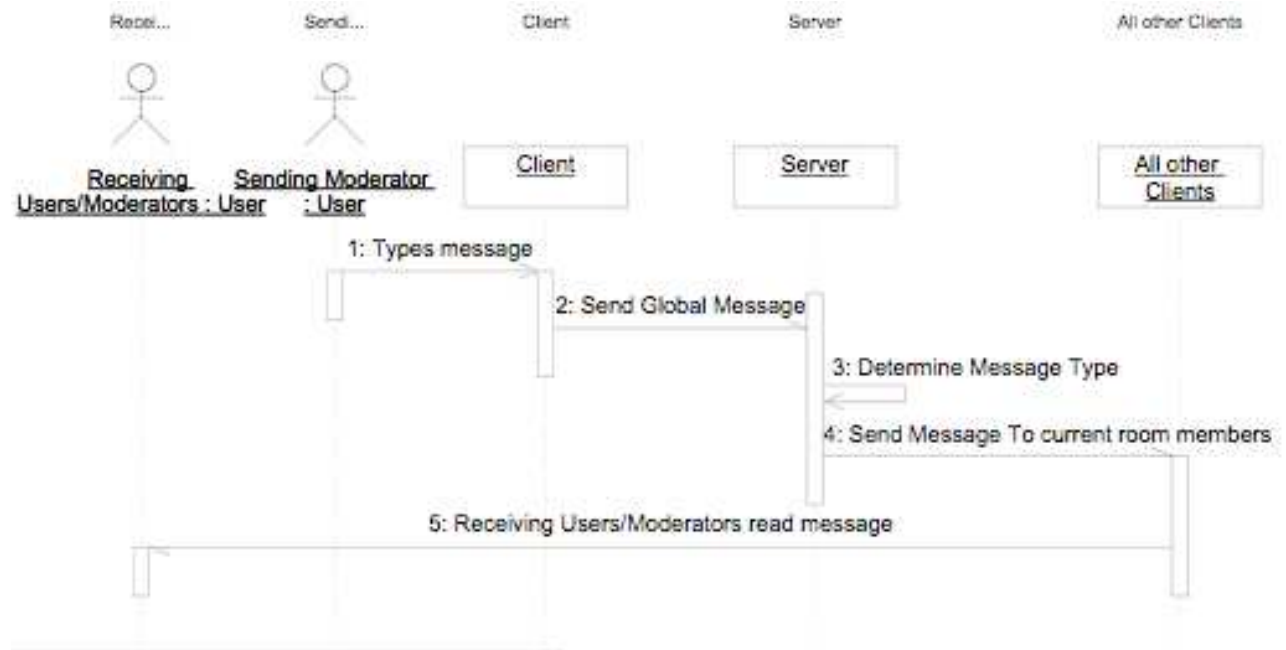 Recei...
Send...
Client
Server
All other Clients
Receiving
Users/Moderators : User
Sending Moderator
: User
Client
Server
All other
Clients
1: Types message
2: Send Global Message
3: Determine Message Type
4: Send Message To current room members
5: Receiving Users/Moderators read message